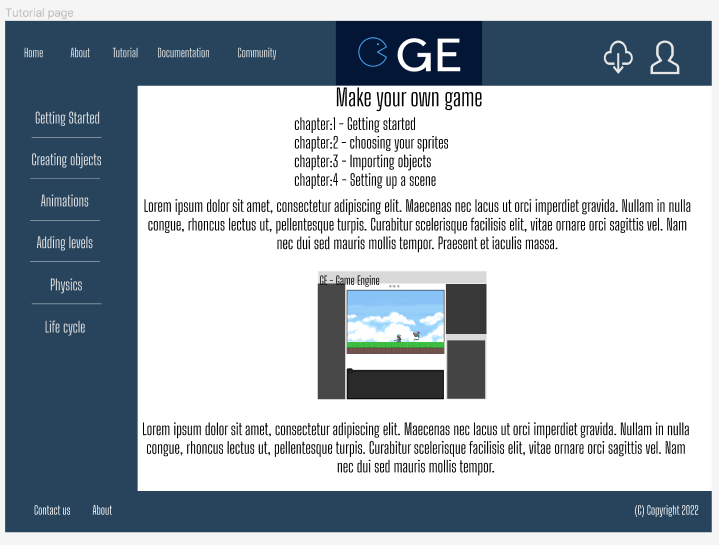 Tutorial page
Home About Tutorial Documentation Community
GE
Getting Started
Creating objects
Animations
Adding levels
Physics
Life cycle
Make your own game
chapter:1 - Getting started
chapter:2 - choosing your sprites
chapter:3 - Importing objects
chapter:4 - Setting up a scene
Lorem ipsum dolor sit amet, consectetur adipiscing elit. Maecenas nec lacus ut orci imperdiet gravida. Nullam in nulla
congue, rhoncus lectus ut, pellentesque turpis. Curabitur scelerisque facilisis elit, vitae ornare orci sagittis vel. Nam
nec dui sed mauris mollis tempor. Praesent et iaculis massa.
GE - Game Engine
Lorem ipsum dolor sit amet, consectetur adipiscing elit. Maecenas nec lacus ut orci imperdiet gravida. Nullam in nulla
congue, rhoncus lectus ut, pellentesque turpis. Curabitur scelerisque facilisis elit, vitae ornare orci sagittis vel. Nam
nec dui sed mauris mollis tempor.
Contact us About
(C) Copyright 2022